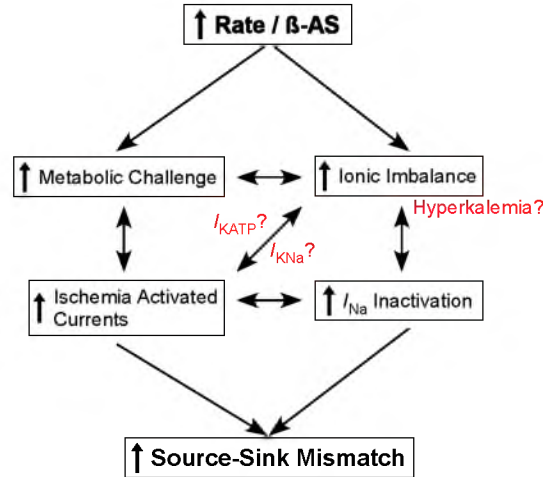 ↑ Rate / ß-AS
↑ Metabolic Challenge
↑ Ionic Imbalance
Hyperkalemia?
IKATP?
IKNa?
↑ Ischemia Activated
Currents
↑ INa Inactivation
↑ Source-Sink Mismatch